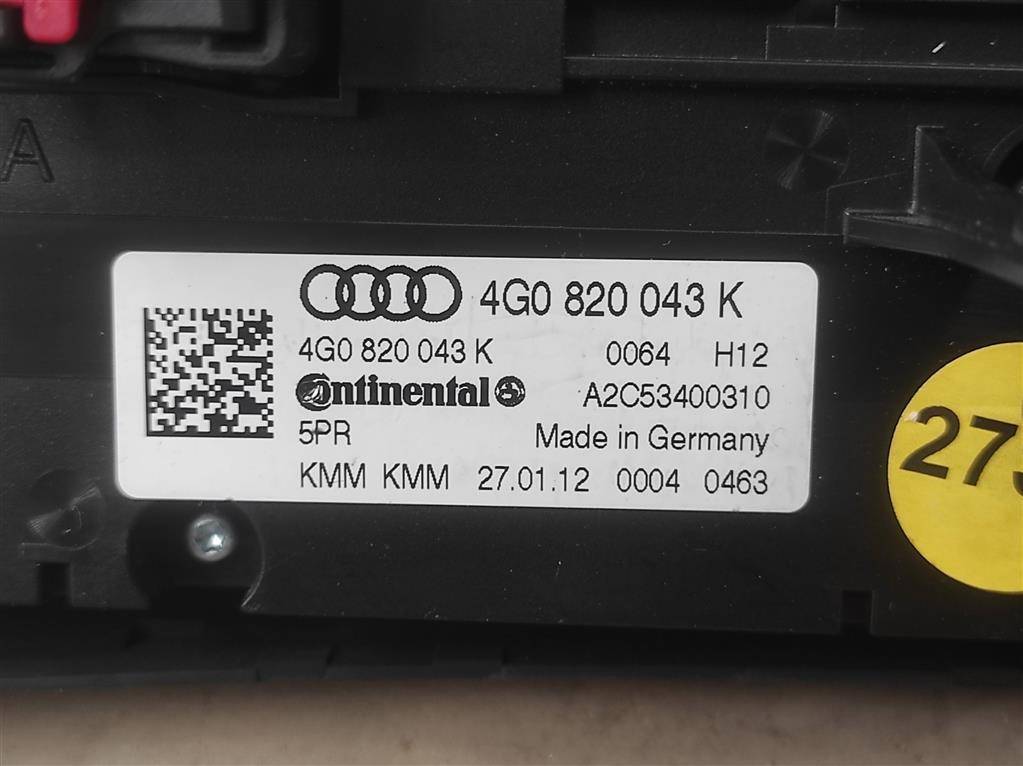 A
4G0 820 043 K
4G0 820 043 K 0064 H12
Continental A2C53400310
5PR Made in Germany
KMM KMM 27.01.12 0004 0463